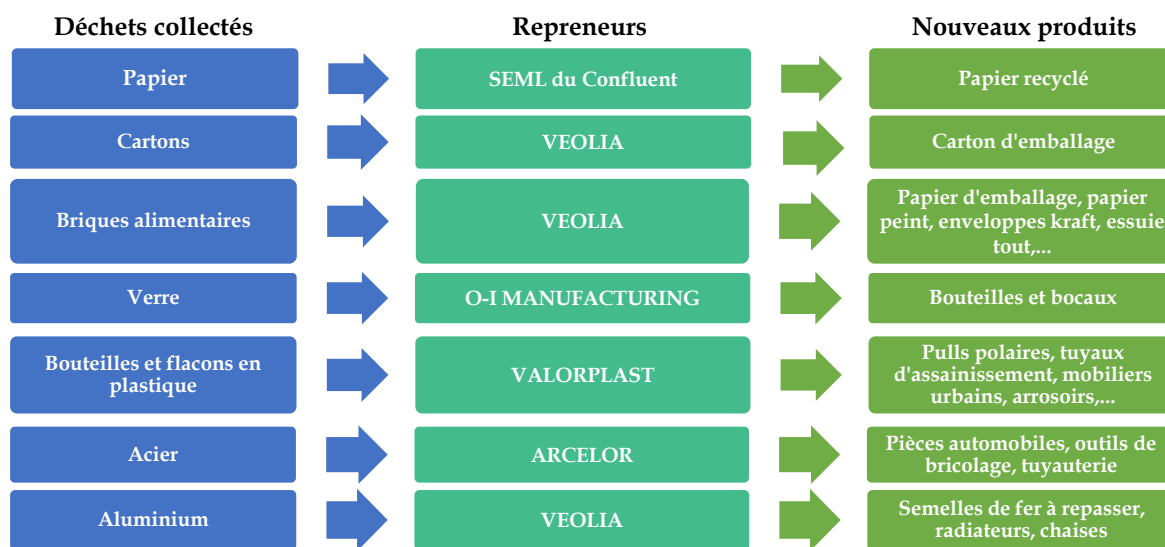 Déchets collectés
Repreneurs
Nouveaux produits
Papier
SEML du Confluent
Papier recyclé
Cartons
VEOLIA
Carton d'emballage
Briques alimentaires
VEOLIA
Papier d'emballage, papier
peint, enveloppes kraft, essuie
tout,...
Verre
O-I MANUFACTURING
Bouteilles et bocaux
Bouteilles et flacons en
plastique
VALORPLAST
Pulls polaires, tuyaux
d'assainissement, mobiliers
urbains, arrosoirs,...
Acier
ARCELOR
Pièces automobiles, outils de
bricolage, tuyauterie
Aluminium
VEOLIA
Semelles de fer à repasser,
radiateurs, chaises